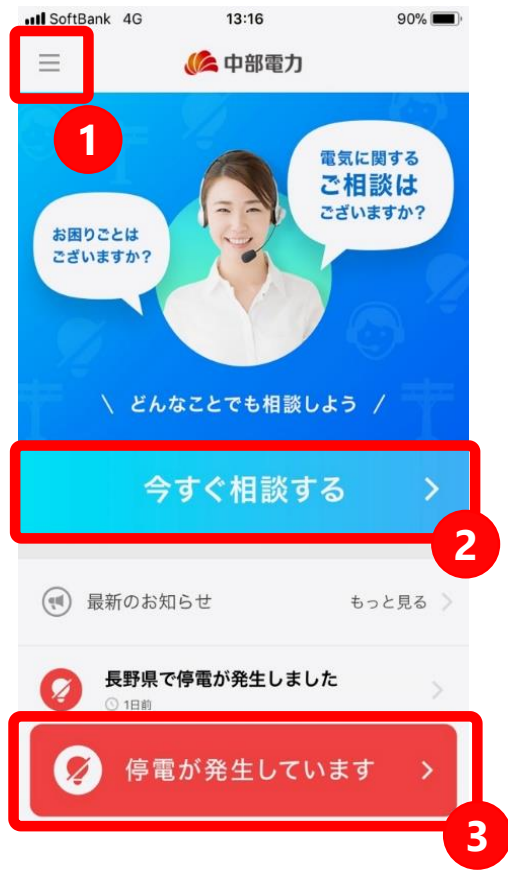 SoftBank 4G 13:16 90%
中部電力
1
電気に関する
ご相談は
ございますか?
お困りごとは
ございますか?
\ どんなことでも相談しよう /
今すぐ相談する
2
最新のお知らせ もっと見る
長野県で停電が発生しました
1日前
停電が発生しています
3